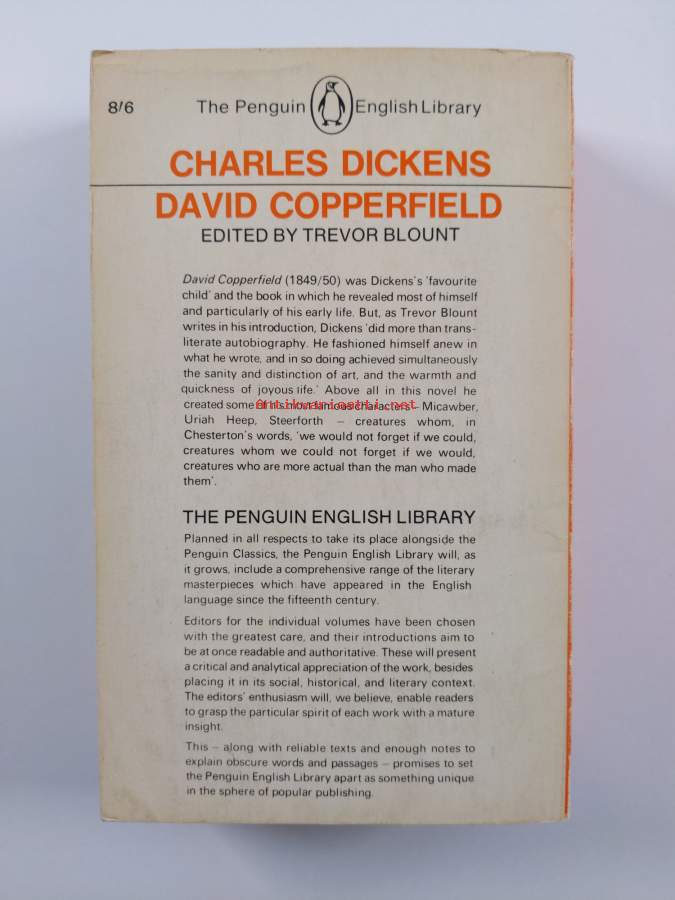 8/6 The Penguin English Library
CHARLES DICKENS
DAVID COPPERFIELD
EDITED BY TREVOR BLOUNT
David Copperfield (1849/50) was Dickens's 'favourite
child' and the book in which he revealed most of himself
and particularly of his early life. But, as Trevor Blount
writes in his introduction, Dickens 'did more than trans-
literate autobiography. He fashioned himself anew in
what he wrote, and in so doing achieved simultaneously
the sanity and distinction of art, and the warmth and
quickness of joyous life.' Above all in this novel he
created some of his most famous characters – Micawber,
Antikvariaatti.net
Uriah Heep, Steerforth – creatures whom, in
Chesterton's words, 'we would not forget if we could,
creatures whom we could not forget if we would,
creatures who are more actual than the man who made
them'.
THE PENGUIN ENGLISH LIBRARY
Planned in all respects to take its place alongside the
Penguin Classics, the Penguin English Library will, as
it grows, include a comprehensive range of the literary
masterpieces which have appeared in the English
language since the fifteenth century.
Editors for the individual volumes have been chosen
with the greatest care, and their introductions aim to
be at once readable and authoritative. These will present
a critical and analytical appreciation of the work, besides
placing it in its social, historical, and literary context.
The editors' enthusiasm will, we believe, enable readers
to grasp the particular spirit of each work with a mature
insight.
This – along with reliable texts and enough notes to
explain obscure words and passages – promises to set
the Penguin English Library apart as something unique
in the sphere of popular publishing.